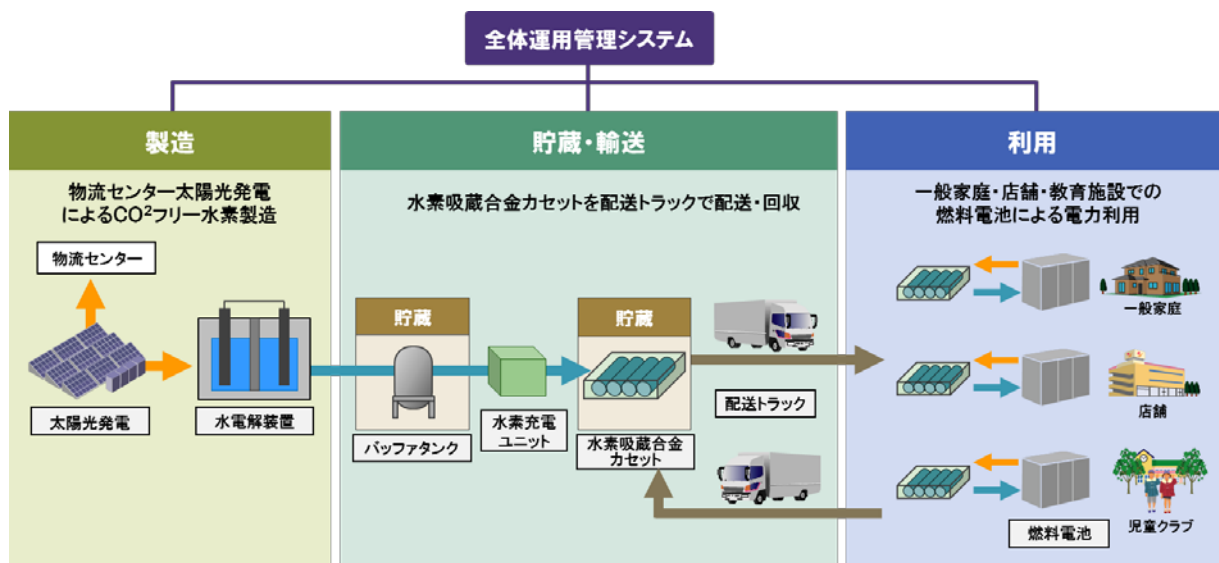 全体運用管理システム
製造
物流センター太陽光発電
によるCO²フリー水素製造
物流センター
太陽光発電
水電解装置
貯蔵・輸送
水素吸蔵合金カセットを配送トラックで配送・回収
貯蔵
バッファタンク
水素充電
ユニット
貯蔵
水素吸蔵合金
カセット
配送トラック
利用
一般家庭・店舗・教育施設での
燃料電池による電力利用
一般家庭
店舗
児童クラブ
燃料電池